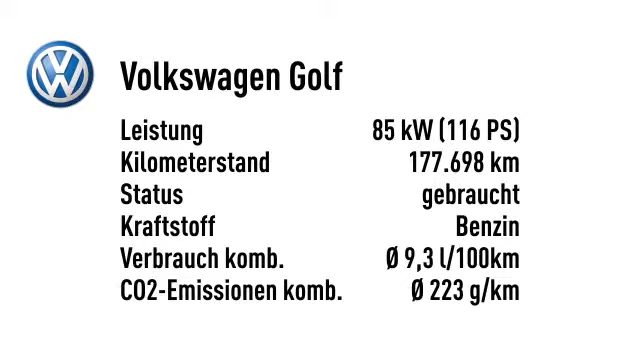 Volkswagen Golf
Leistung 85 kW (116 PS)
Kilometerstand 177.698 km
Status gebraucht
Kraftstoff Benzin
Verbrauch komb. Ø 9,3 l/100km
CO2-Emissionen komb. Ø 223 g/km